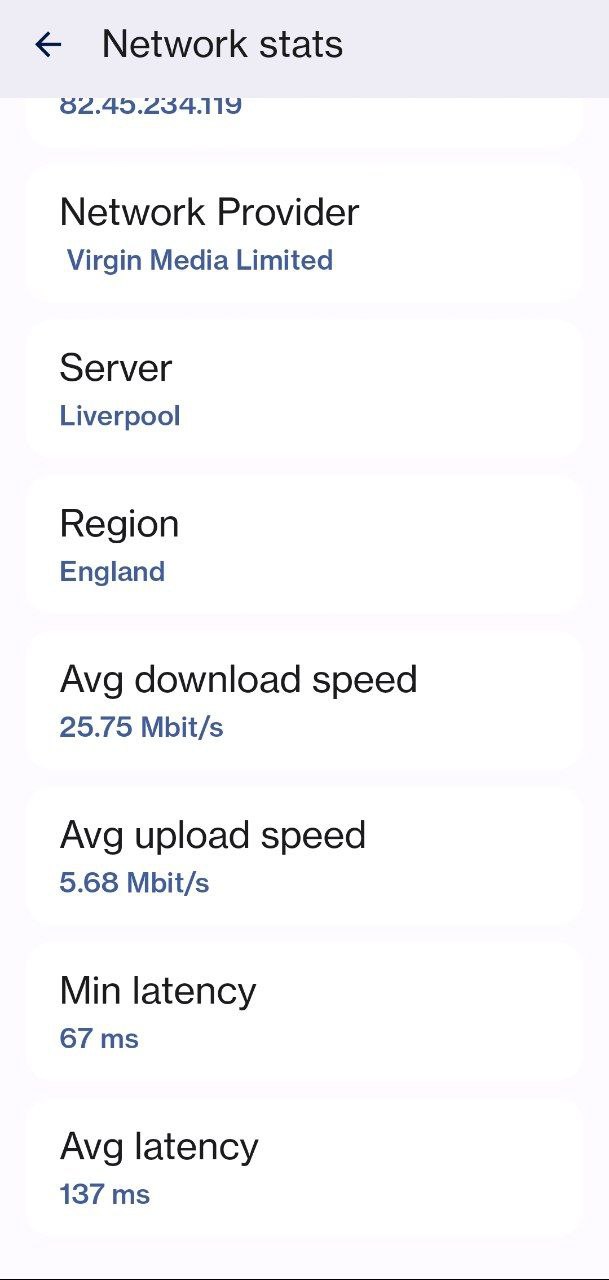 Network stats
82.45.234.119
Network Provider
Virgin Media Limited
Server
Liverpool
Region
England
Avg download speed
25.75 Mbit/s
Avg upload speed
5.68 Mbit/s
Min latency
67 ms
Avg latency
137 ms